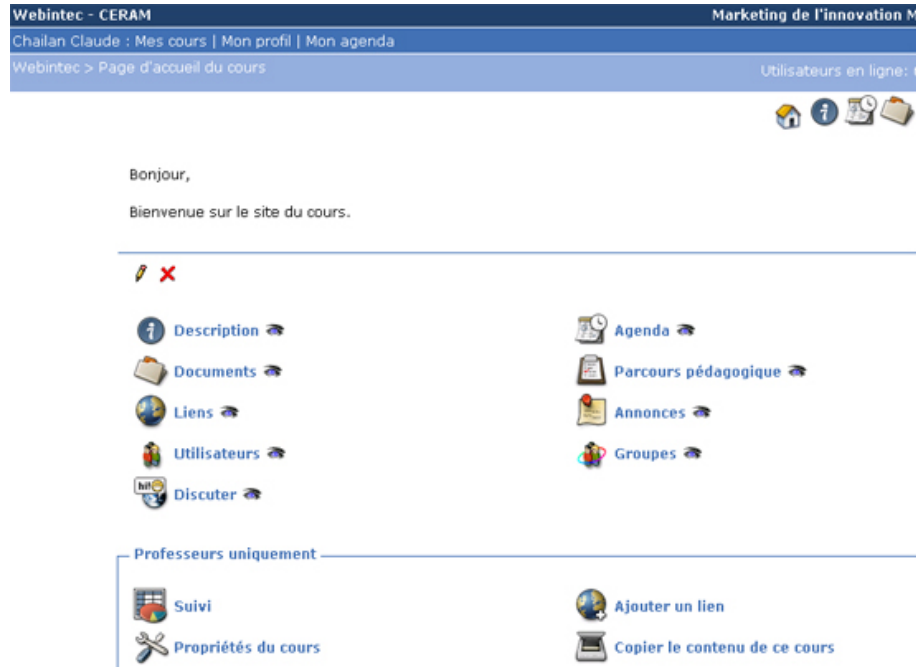 Webintec - CERAM Marketing de l'innovation
Chailan Claude : Mes cours | Mon profil | Mon agenda
Webintec > Page d'accueil du cours Utilisateurs en ligne:
Bonjour,
Bienvenue sur le site du cours.
Description Agenda
Documents Parcours pédagogique
Liens Annonces
Utilisateurs Groupes
hi!
Discuter
Professeurs uniquement
Suivi Ajouter un lien
Propriétés du cours Copier le contenu de ce cours